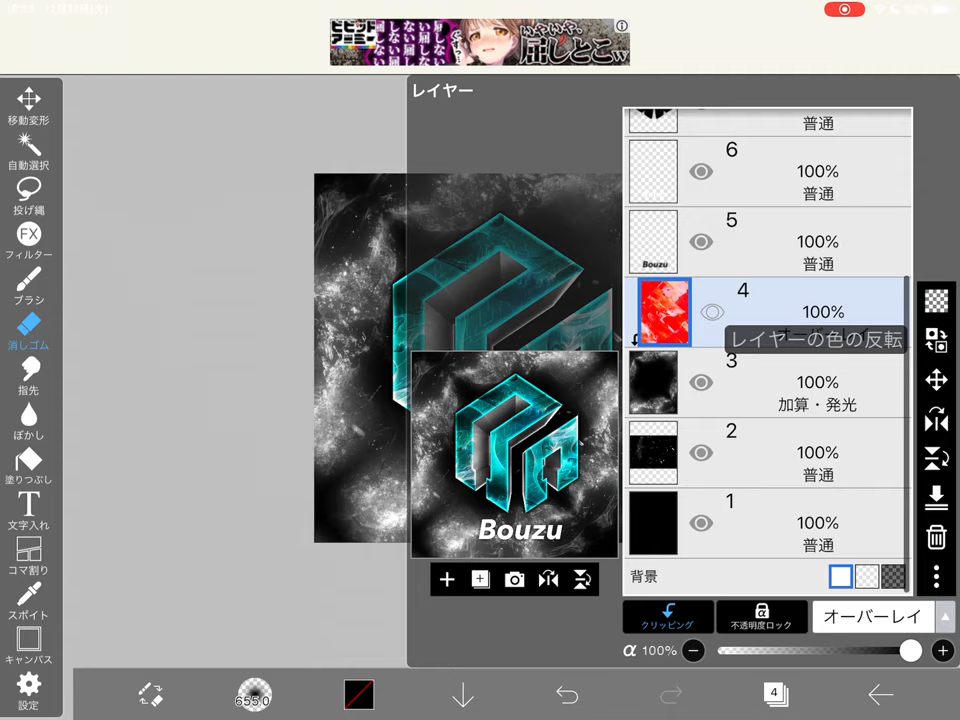 レイヤー
移動変形
自動選択
投げ縄
FX
フィルター
ブラシ
消しゴム
指先
ぼかし
塗りつぶし
T
文字入れ
コマ割り
スポイト
キャンバス
設定
普通
6
100%
普通
5
100%
普通
Bouzu
4
100%
レイヤーの色の反転
3
100%
加算・発光
2
100%
普通
1
100%
普通
背景
Bouzu
クリッピング
不透明度ロック
オーバーレイ
α 100%
655.0
4